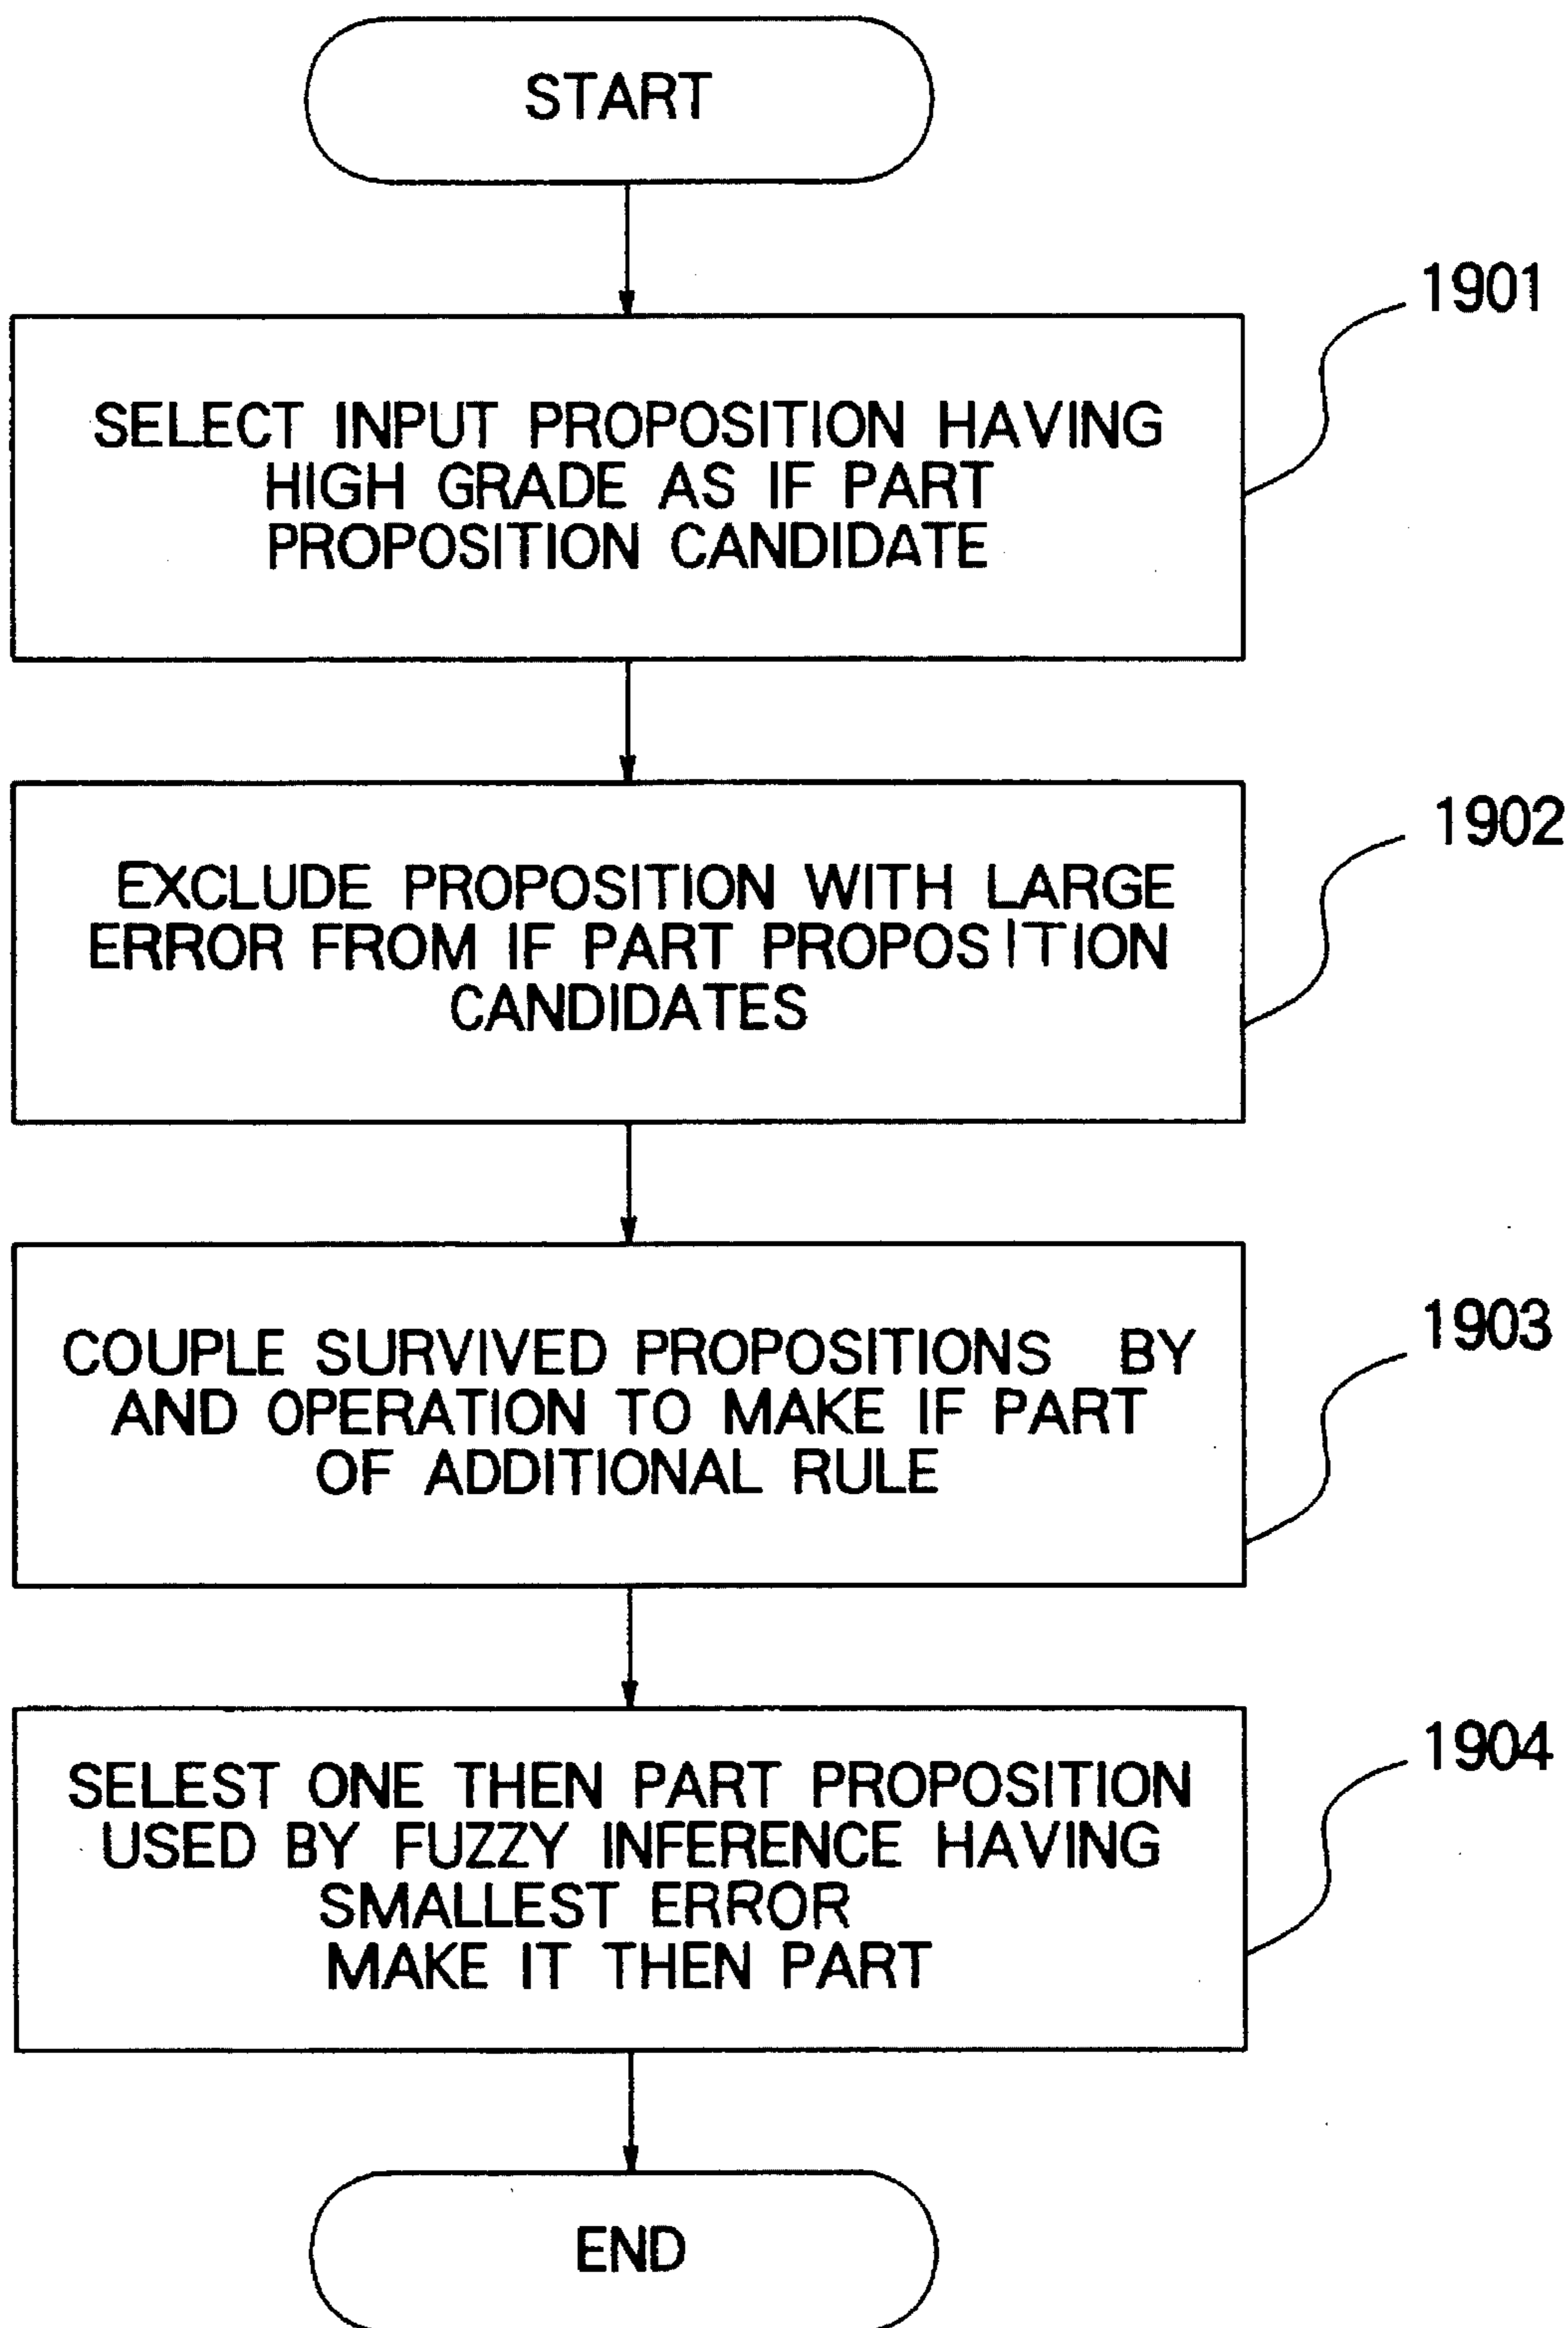 START
1901
SELECT INPUT PROPOSITION HAVING
HIGH GRADE AS IF PART
PROPOSITION CANDIDATE
1902
EXCLUDE PROPOSITION WITH LARGE
ERROR FROM IF PART PROPOSITION
CANDIDATES
1903
COUPLE SURVIVED PROPOSITIONS BY
AND OPERATION TO MAKE IF PART
OF ADDITIONAL RULE
1904
SELEST ONE THEN PART PROPOSITION
USED BY FUZZY INFERENCE HAVING
SMALLEST ERROR
MAKE IT THEN PART
END